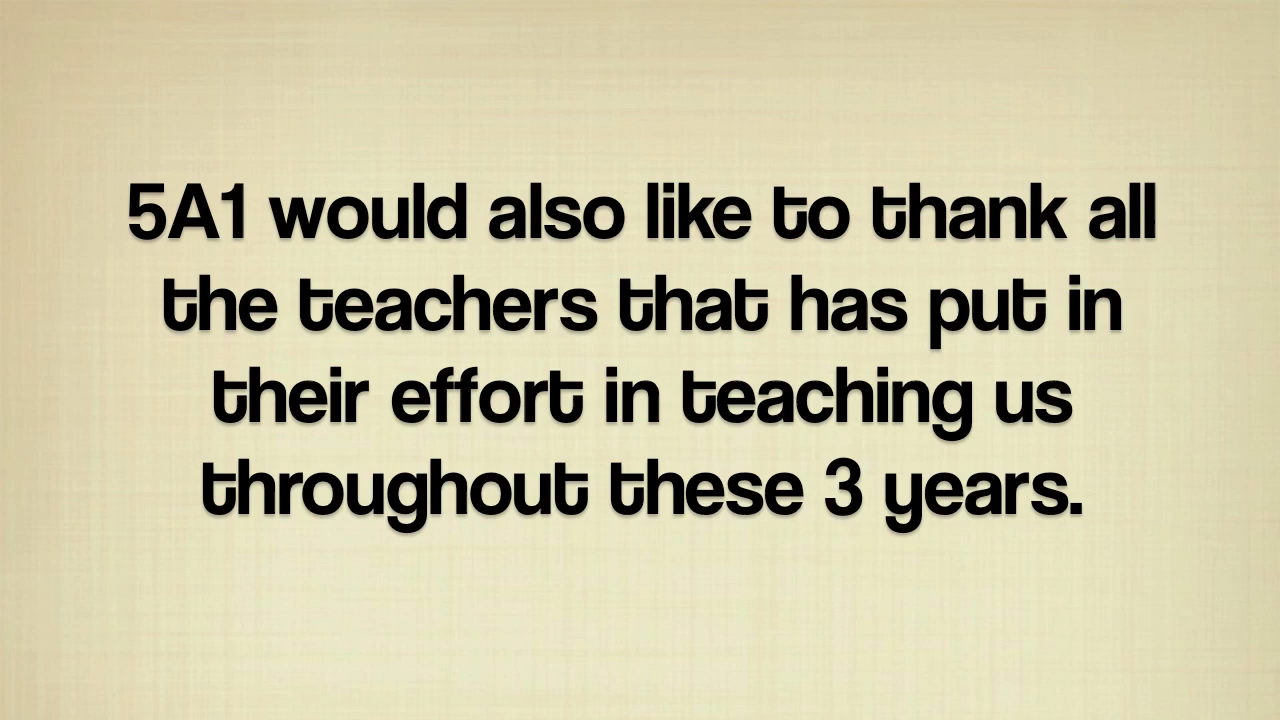 5A1 would also like to thank all
the teachers that has put in
their effort in teaching us
throughout these 3 years.